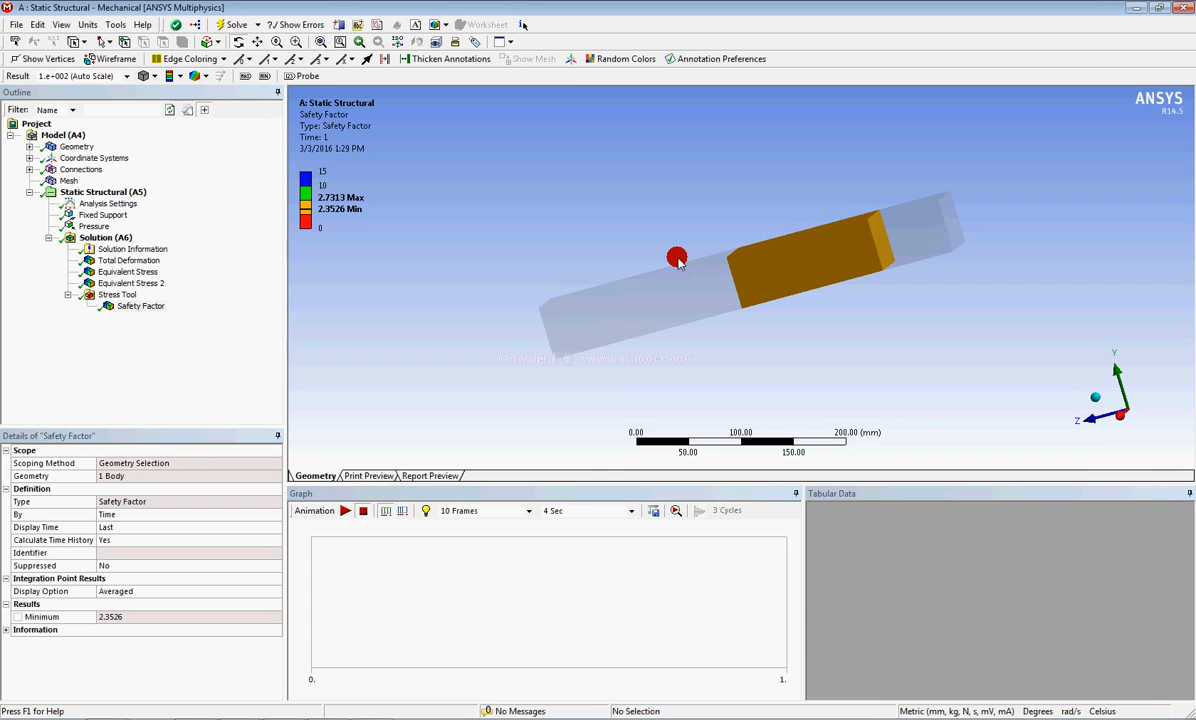 A : Static Structural - Mechanical [ANSYS Multiphysics]
File Edit View Units Tools Help Solve Show Errors Worksheet
Show Vertices Wireframe Edge Coloring Thicken Annotations Show Mesh Random Colors Annotation Preferences
Result 1.e+002 (Auto Scale) Probe
Outline
Filter: Name
Project
Model (A4)
Geometry
Coordinate Systems
Connections
Mesh
Static Structural (A5)
Analysis Settings
Fixed Support
Pressure
Solution (A6)
Solution Information
Total Deformation
Equivalent Stress
Equivalent Stress 2
Stress Tool
Safety Factor
Details of "Safety Factor"
Scope
Scoping Method Geometry Selection
Geometry 1 Body
Definition
Type Safety Factor
By Time
Display Time Last
Calculate Time History Yes
Identifier
Suppressed No
Integration Point Results
Display Option Averaged
Results
Minimum 2.3526
Information
A: Static Structural
Safety Factor
Type: Safety Factor
Time: 1
3/3/2016 1:29 PM
15
10
2.7313 Max
2.3526 Min
0
ANSYS
R14.5
Y
Z
0.00 100.00 200.00 (mm)
50.00 150.00
Geometry Print Preview Report Preview
Graph
Animation 10 Frames 4 Sec 3 Cycles
0. 1.
Tabular Data
Press F1 for Help No Messages No Selection Metric (mm, kg, N, s, mV, mA) Degrees rad/s Celsius